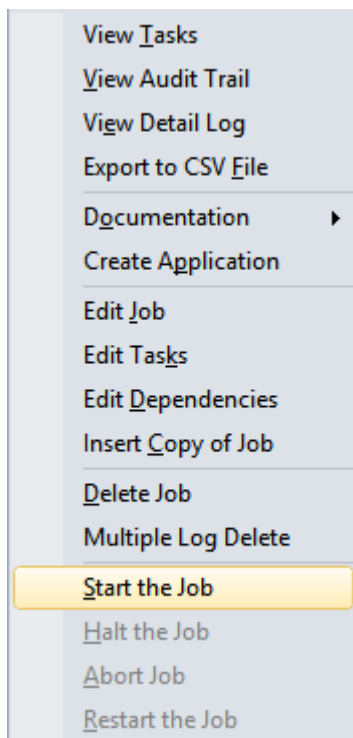 View Tasks
View Audit Trail
View Detail Log
Export to CSV File
Documentation
Create Application
Edit Job
Edit Tasks
Edit Dependencies
Insert Copy of Job
Delete Job
Multiple Log Delete
Start the Job
Halt the Job
Abort Job
Restart the Job